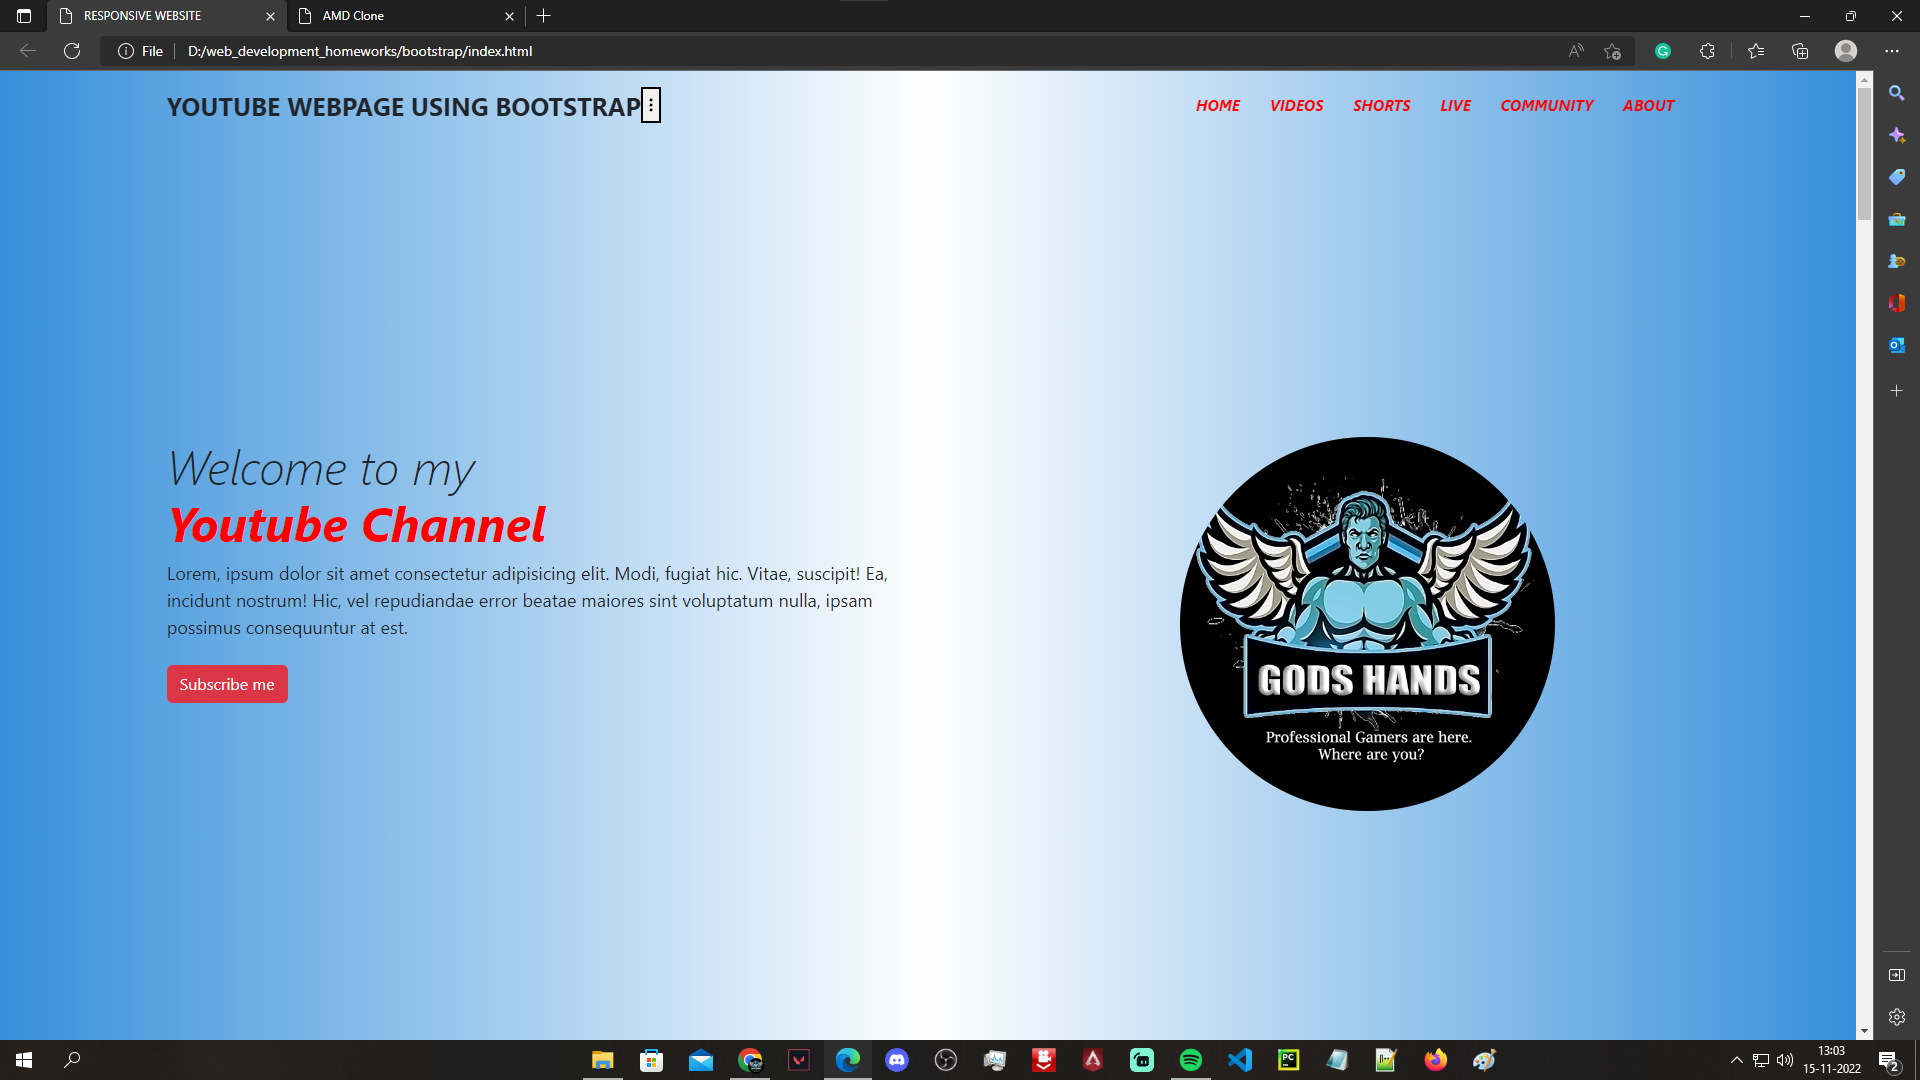 RESPONSIVE WEBSITE
AMD Clone
File
D:/web_development_homeworks/bootstrap/index.html
YOUTUBE WEBPAGE USING BOOTSTRAP
HOME VIDEOS SHORTS LIVE COMMUNITY ABOUT
Welcome to my
Youtube Channel
Lorem, ipsum dolor sit amet consectetur adipisicing elit. Modi, fugiat hic. Vitae, suscipit! Ea,
incidunt nostrum! Hic, vel repudiandae error beatae maiores sint voluptatum nulla, ipsam
possimus consequuntur at est.
Subscribe me
GODS HANDS
Professional Gamers are here.
Where are you?
13:03
15-11-2022
2